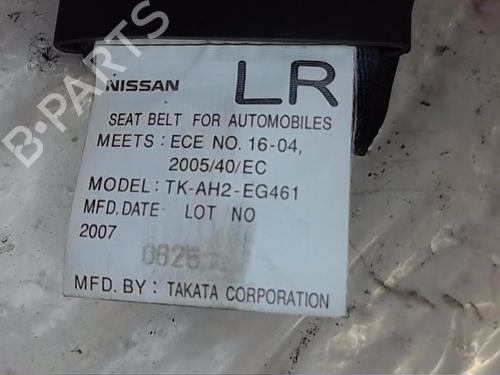 B-PARTS
NISSAN LR
SEAT BELT FOR AUTOMOBILES
MEETS: ECE NO. 16-04,
2005/40/EC
MODEL: TK-AH2-EG461
MFD.DATE LOT NO
2007
MFD. BY: TAKATA CORPORATION